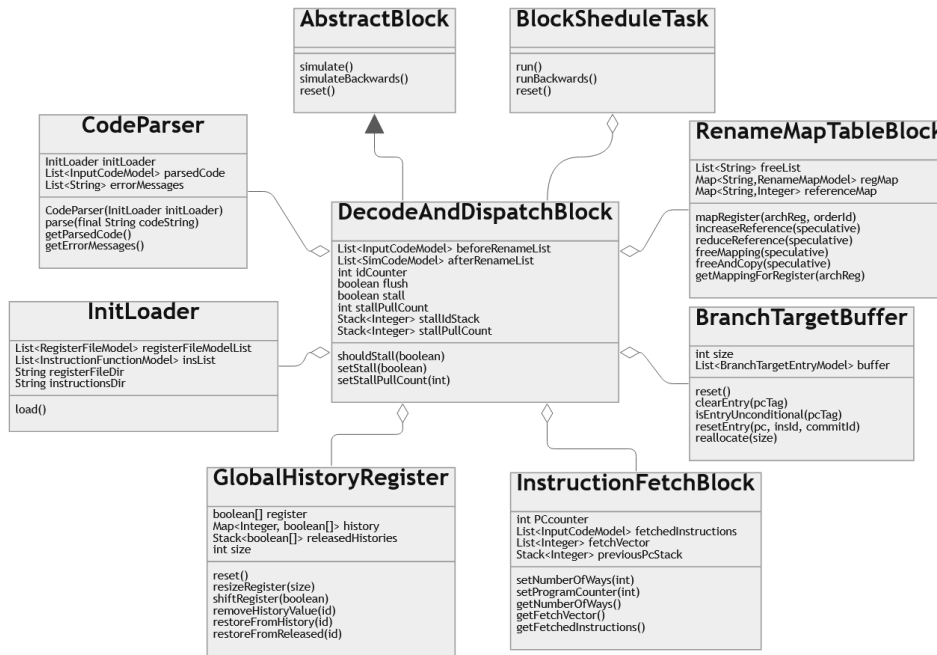 AbstractBlock
simulate()
simulateBackwards()
reset()
BlockSheduleTask
run()
runBackwards()
reset()
CodeParser
InitLoader initLoader
List<InputCodeModel> parsedCode
List<String> errorMessages
CodeParser(InitLoader initLoader)
parse(final String codeString)
getParsedCode()
getErrorMessages()
RenameMapTableBlock
List<String> freeList
Map<String,RenameMapModel> regMap
Map<String,Integer> referenceMap
mapRegister(archReg, orderId)
increaseReference(speculative)
reduceReference(speculative)
freeMapping(speculative)
freeAndCopy(speculative)
getMappingForRegister(archReg)
DecodeAndDispatchBlock
List<InputCodeModel> beforeRenameList
List<SimCodeModel> afterRenameList
int idCounter
boolean flush
boolean stall
int stallPullCount
Stack<Integer> stallIdStack
Stack<Integer> stallPullCount
shouldStall(boolean)
setStall(boolean)
setStallPullCount(int)
InitLoader
List<RegisterFileModel> registerFileModelList
List<InstructionFunctionModel> insList
String registerFileDir
String instructionsDir
load()
BranchTargetBuffer
int size
List<BranchTargetEntryModel> buffer
reset()
clearEntry(pcTag)
isEntryUnconditional(pcTag)
resetEntry(pc, insId, commitId)
reallocate(size)
GlobalHistoryRegister
boolean[] register
Map<Integer, boolean[]> history
Stack<boolean[]> releasedHistories
int size
reset()
resizeRegister(size)
shiftRegister(boolean)
removeHistoryValue(id)
restoreFromHistory(id)
restoreFromReleased(id)
InstructionFetchBlock
int PCcounter
List<InputCodeModel> fetchedInstructions
List<Integer> fetchVector
Stack<Integer> previousPcStack
setNumberOfWays(int)
setProgramCounter(int)
getNumberOfWays()
getFetchVector()
getFetchedInstructions()